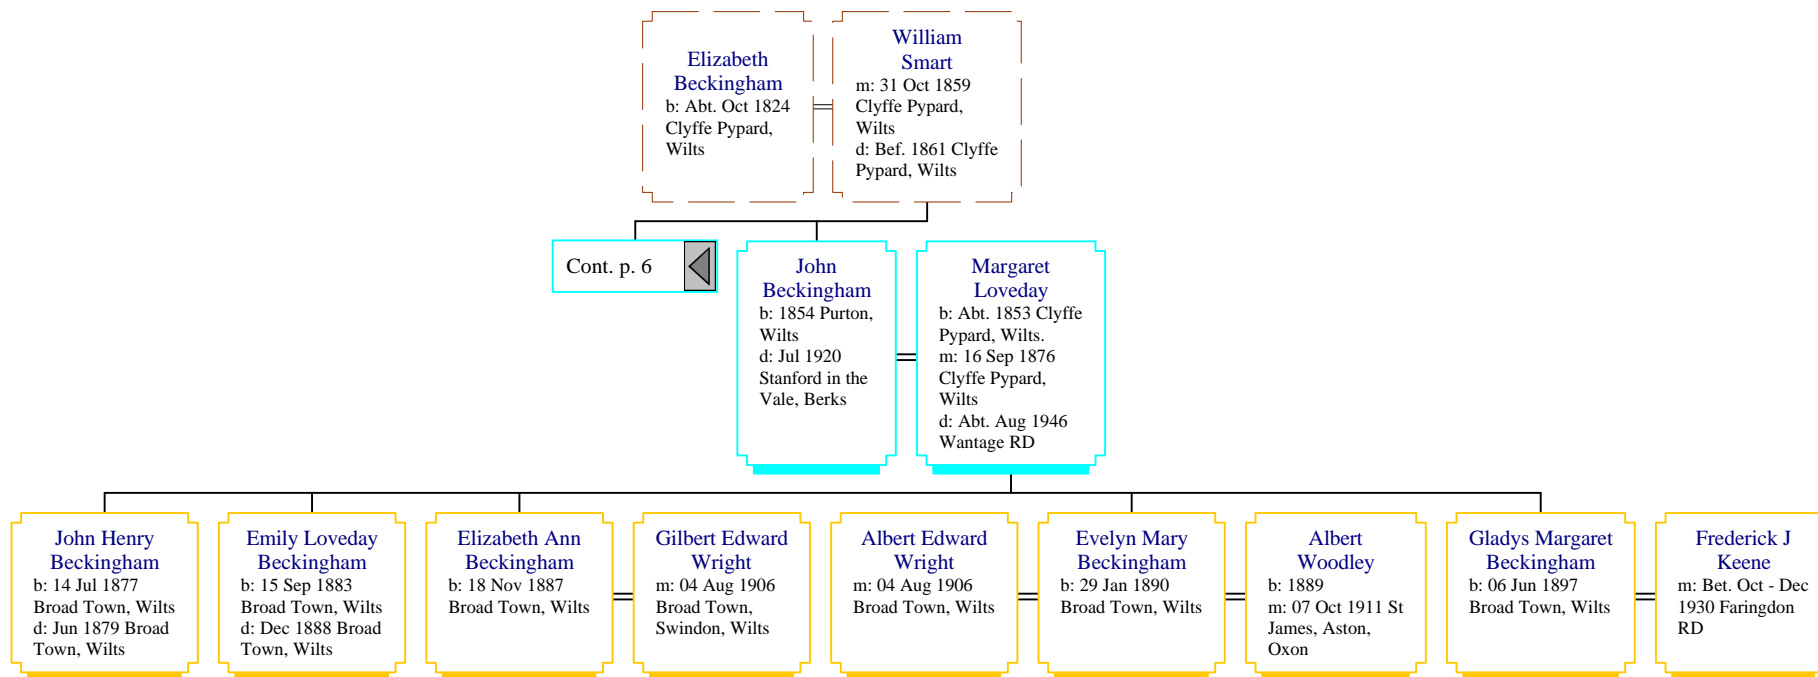 Elizabeth
Beckingham
b: Abt. Oct 1824
Clyffe Pypard,
Wilts
William
Smart
m: 31 Oct 1859
Clyffe Pypard,
Wilts
d: Bef. 1861 Clyffe
Pypard, Wilts
Cont. p. 6
John
Beckingham
b: 1854 Purton,
Wilts
d: Jul 1920
Stanford in the
Vale, Berks
Margaret
Loveday
b: Abt. 1853 Clyffe
Pypard, Wilts.
m: 16 Sep 1876
Clyffe Pypard,
Wilts
d: Abt. Aug 1946
Wantage RD
John Henry
Beckingham
b: 14 Jul 1877
Broad Town, Wilts
d: Jun 1879 Broad
Town, Wilts
Emily Loveday
Beckingham
b: 15 Sep 1883
Broad Town, Wilts
d: Dec 1888 Broad
Town, Wilts
Elizabeth Ann
Beckingham
b: 18 Nov 1887
Broad Town, Wilts
Gilbert Edward
Wright
m: 04 Aug 1906
Broad Town,
Swindon, Wilts
Albert Edward
Wright
m: 04 Aug 1906
Broad Town, Wilts
Evelyn Mary
Beckingham
b: 29 Jan 1890
Broad Town, Wilts
Albert
Woodley
b: 1889
m: 07 Oct 1911 St
James, Aston,
Oxon
Gladys Margaret
Beckingham
b: 06 Jun 1897
Broad Town, Wilts
Frederick J
Keene
m: Bet. Oct - Dec
1930 Faringdon
RD